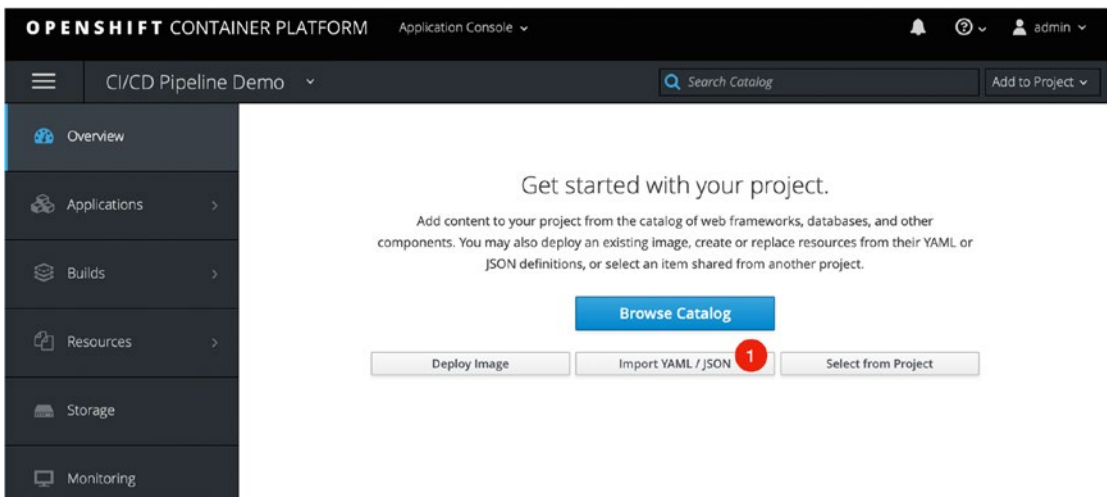 OPENSHIFT CONTAINER PLATFORM Application Console admin
CI/CD Pipeline Demo Search Catalog Add to Project
Overview
Applications
Builds
Resources
Storage
Monitoring
Get started with your project.
Add content to your project from the catalog of web frameworks, databases, and other
components. You may also deploy an existing image, create or replace resources from their YAML or
JSON definitions, or select an item shared from another project.
Browse Catalog
Deploy Image Import YAML / JSON 1 Select from Project